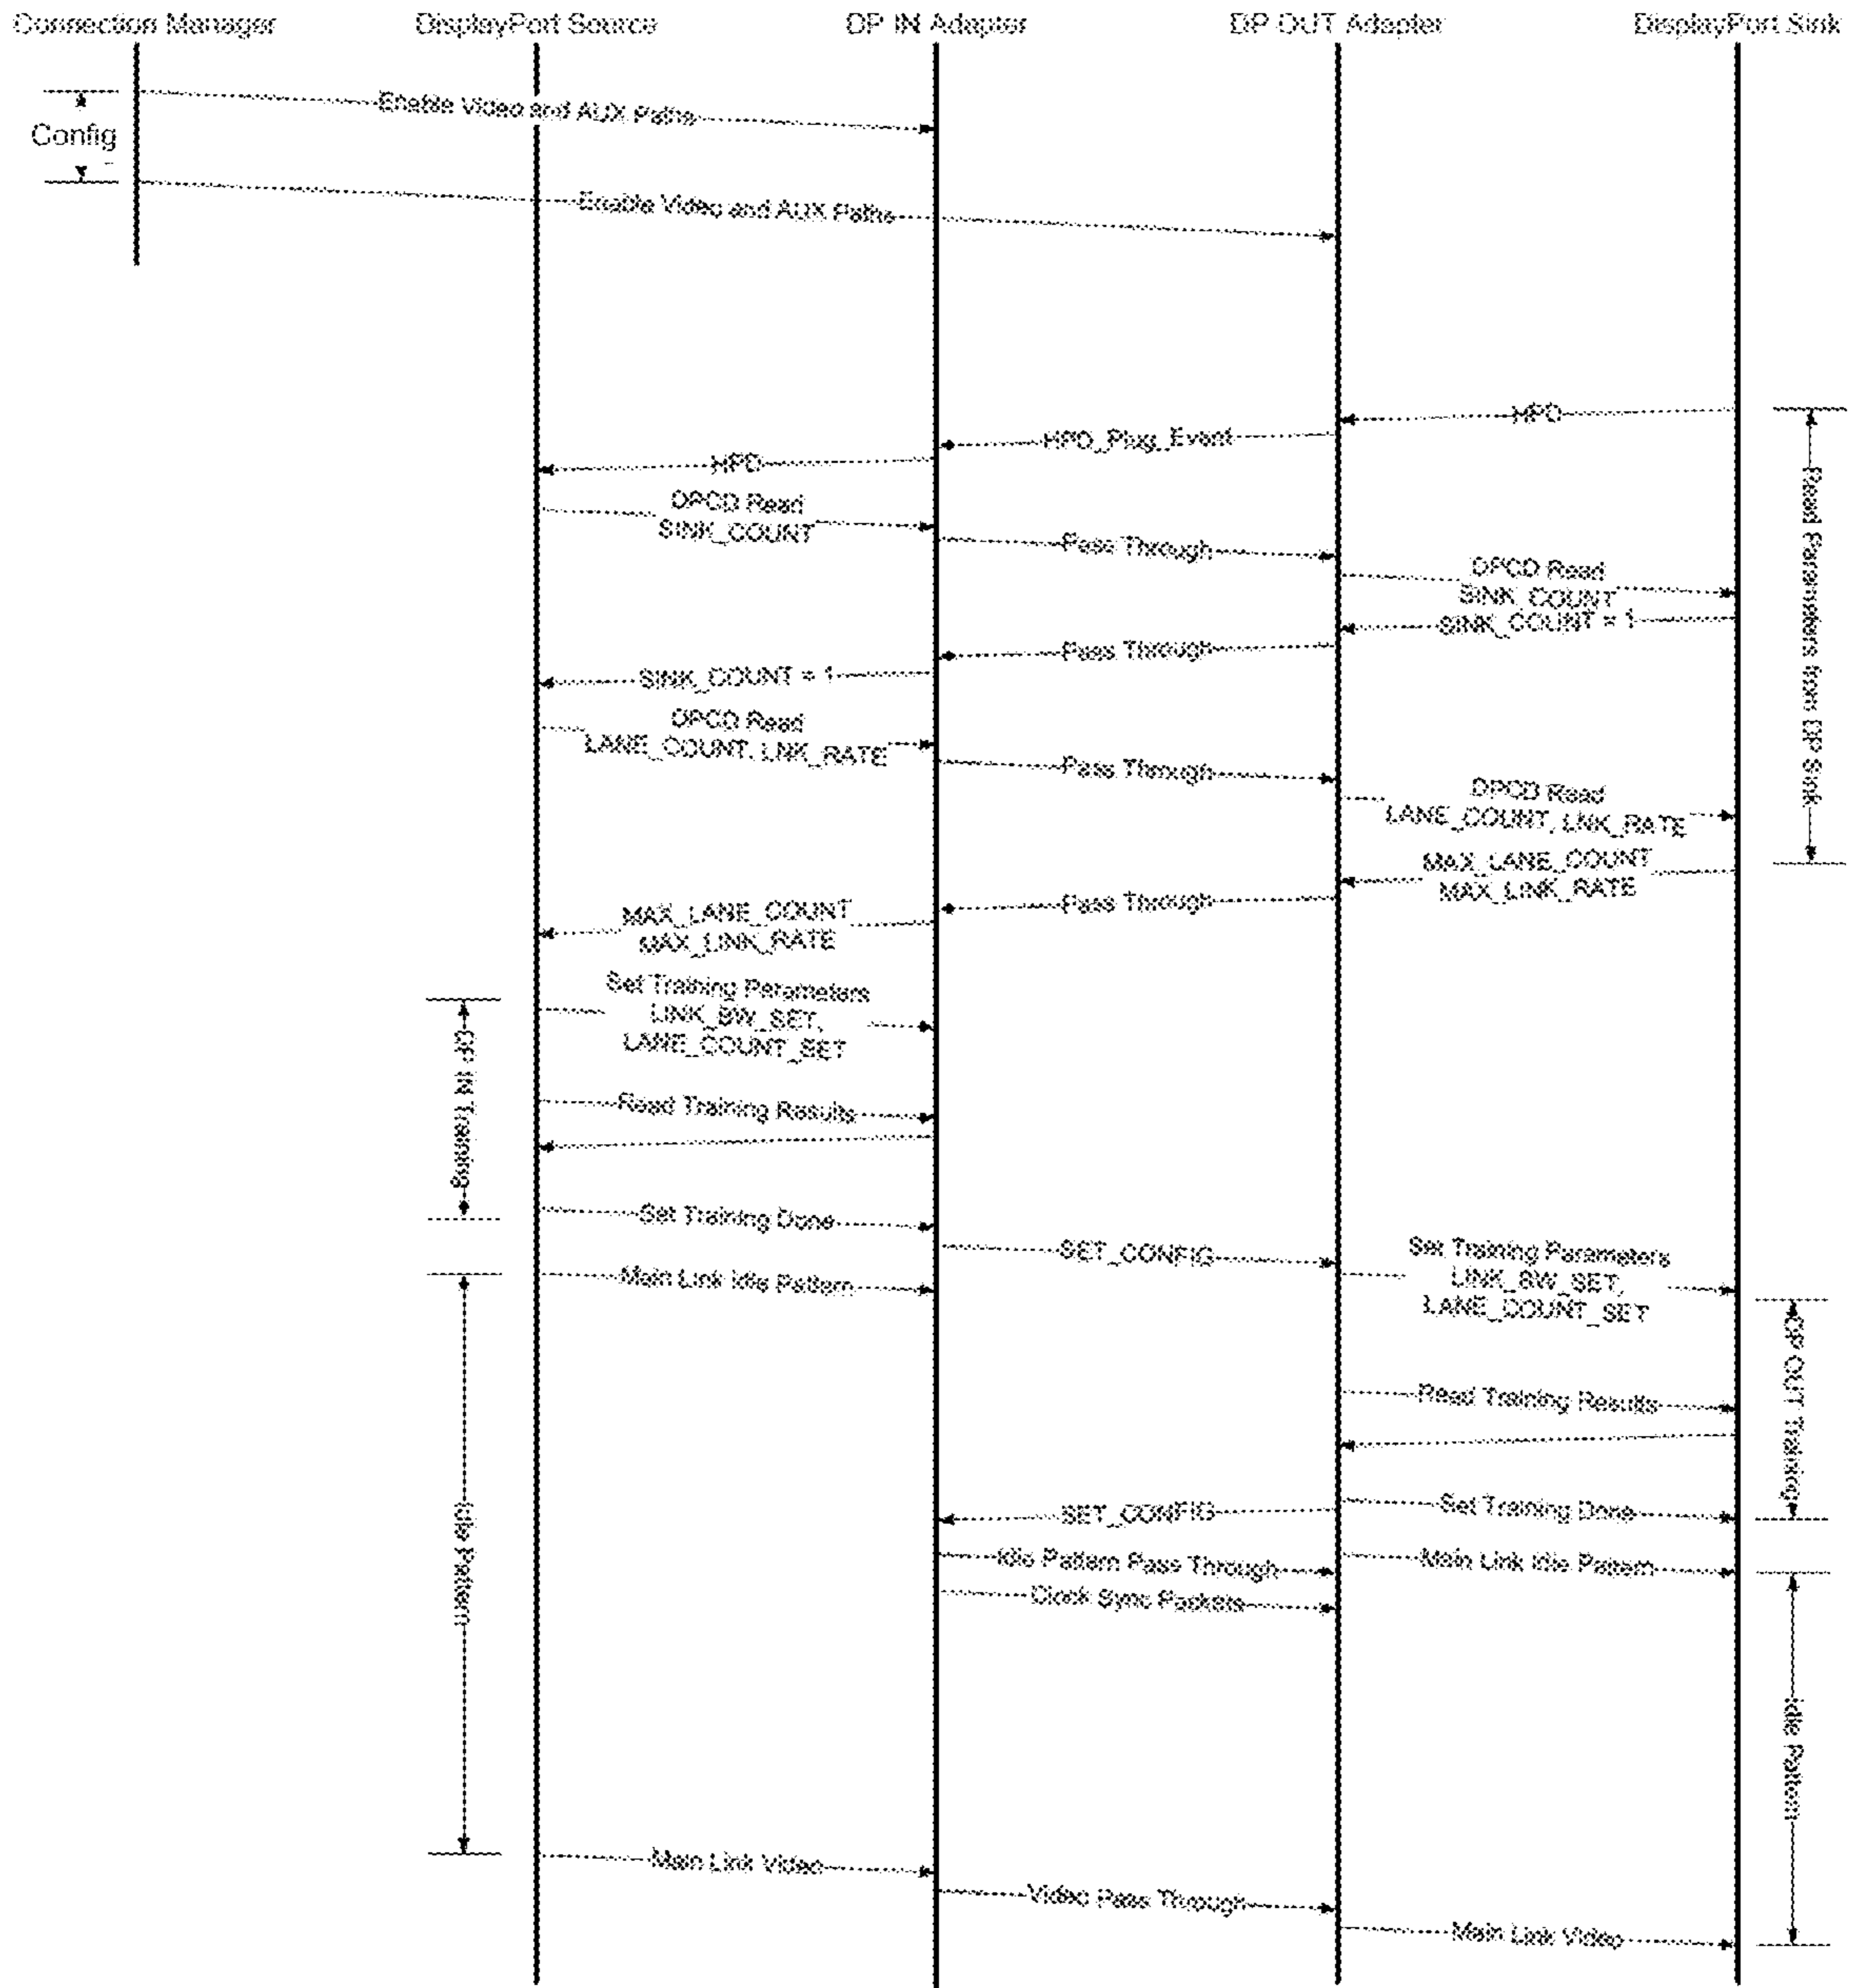 Connection Manager
DisplayPort Source
DP IN Adapter
DP OUT Adapter
DisplayPort Sink
Enable Video and AUX Paths
Config
Enable Video and AUX Paths
HPD
HPD_Plug_Event
HPD
DPCD Read
SINK_COUNT
Pass Through
DPCD Read
SINK_COUNT
SINK_COUNT = 1
Pass Through
SINK_COUNT = 1
Read Parameters from DP Sink
DPCD Read
LANE_COUNT, LNK_RATE
Pass Through
DPCD Read
LANE_COUNT, LNK_RATE
MAX_LANE_COUNT
MAX_LINK_RATE
Pass Through
MAX_LANE_COUNT
MAX_LINK_RATE
Set Training Parameters
LINK_BW_SET,
LANE_COUNT_SET
DP IN Training
Read Training Results
Set Training Done
SET_CONFIG
Set Training Parameters
LINK_BW_SET,
LANE_COUNT_SET
Main Link Idle Pattern
DP OUT Training
Read Training Results
SET_CONFIG
Set Training Done
Idle Pattern
Idle Pattern Pass Through
Main Link Idle Pattern
Clock Sync Packets
Idle Pattern
Main Link Video
Video Pass Through
Main Link Video